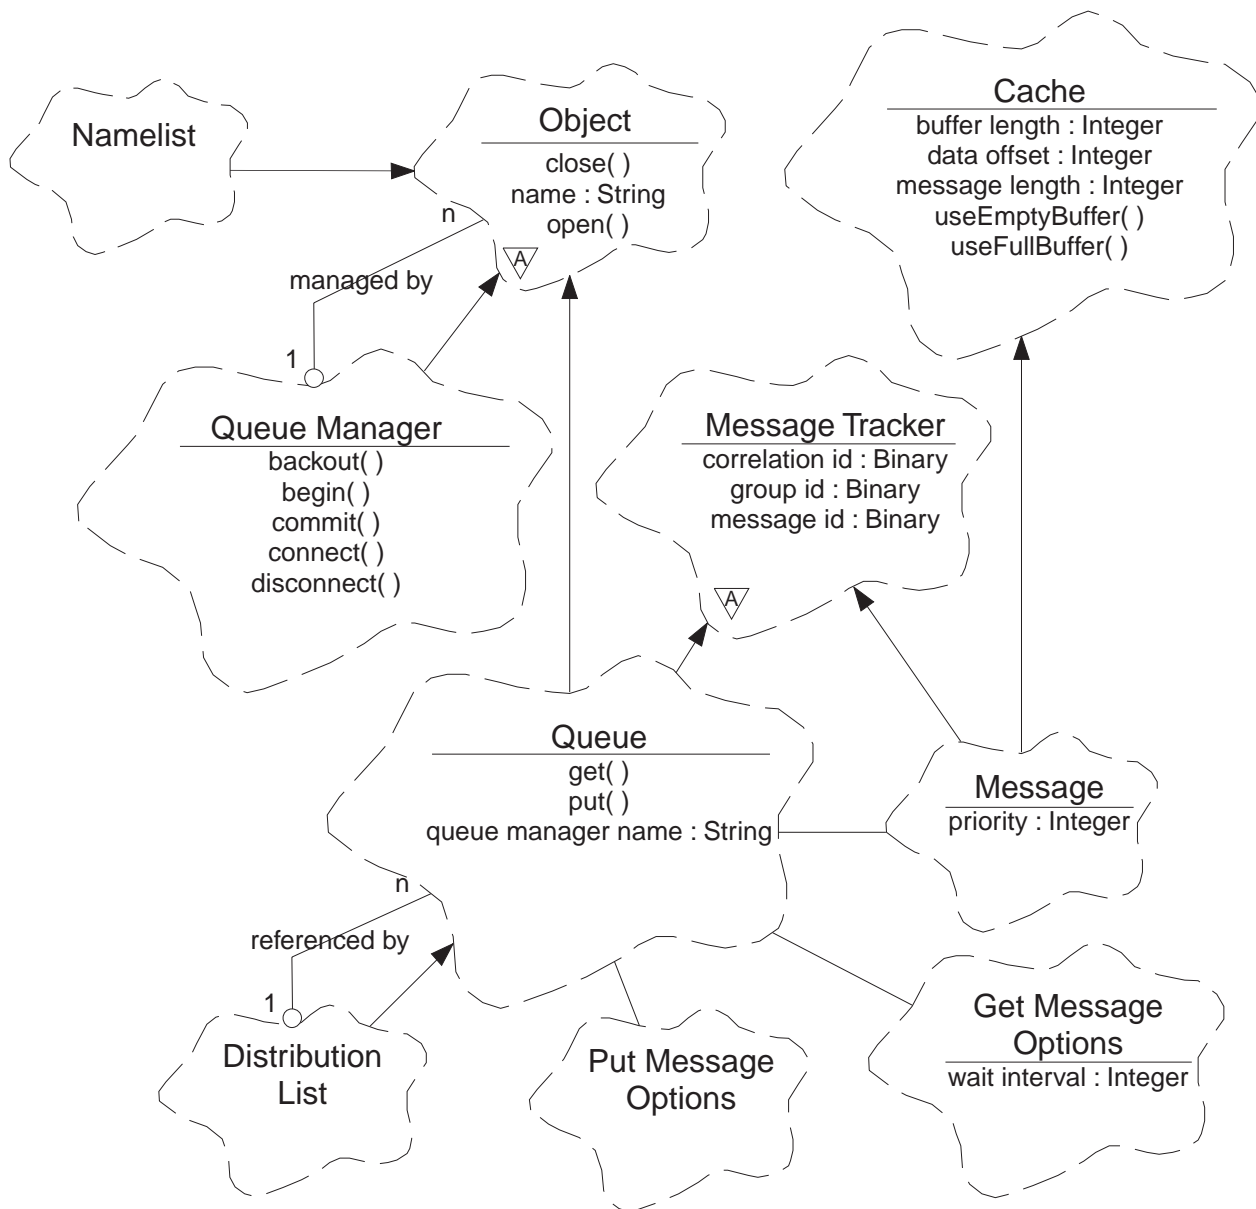 Namelist
Object
close( )
name : String
open( )
A
Cache
buffer length : Integer
data offset : Integer
message length : Integer
useEmptyBuffer( )
useFullBuffer( )
n
managed by
1
Queue Manager
backout( )
begin( )
commit( )
connect( )
disconnect( )
Message Tracker
correlation id : Binary
group id : Binary
message id : Binary
A
Queue
get( )
put( )
queue manager name : String
Message
priority : Integer
n
referenced by
1
Distribution
List
Put Message
Options
Get Message
Options
wait interval : Integer